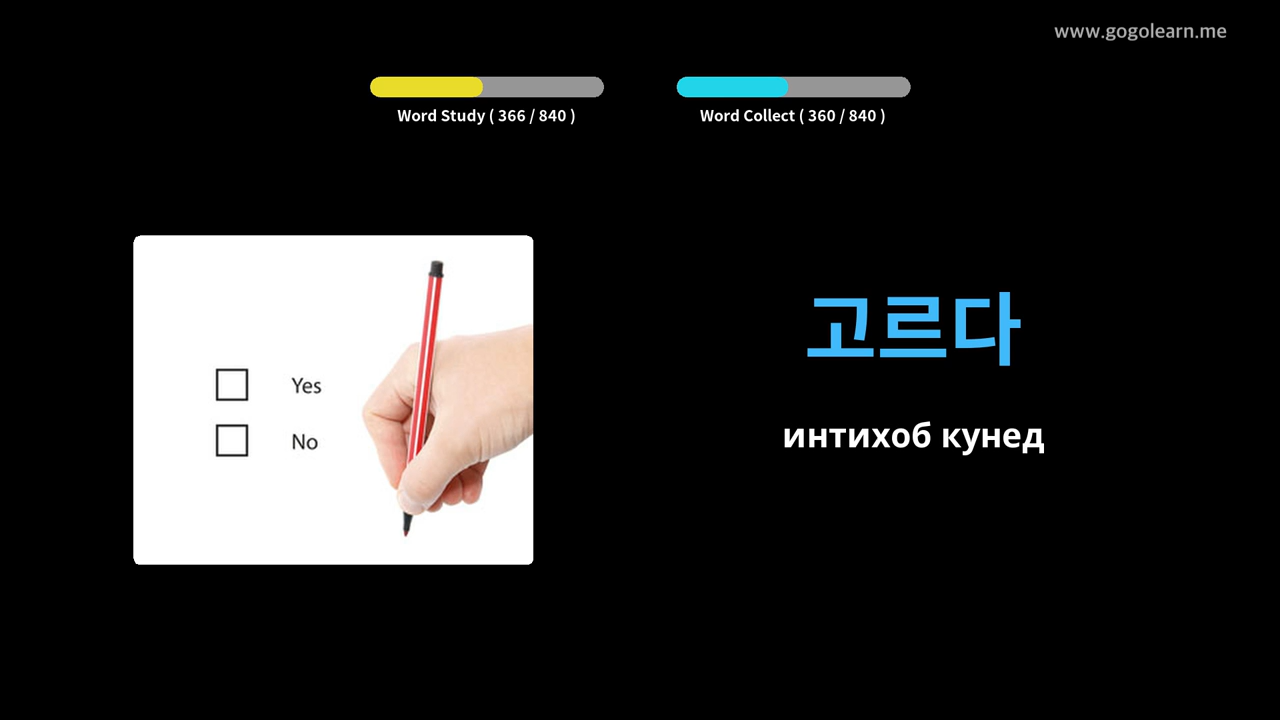 www.gogolearn.me
Word Study ( 366 / 840 )
Word Collect ( 360 / 840 )
Yes
No
고르다
интихоб кунед